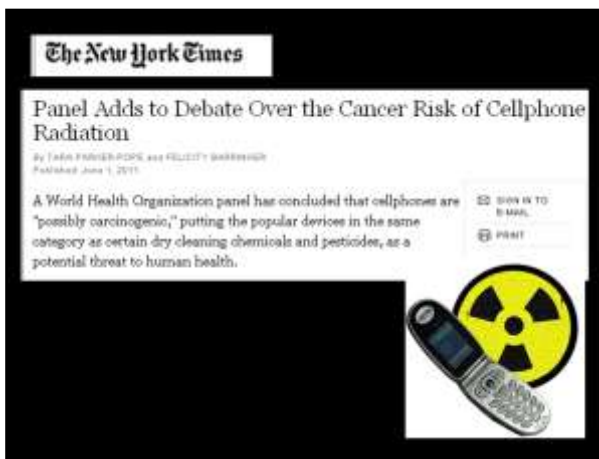 The New York Times
Panel Adds to Debate Over the Cancer Risk of Cellphone
Radiation
By TARA PARKER-POPE and FELICITY BARRINGER
Published: June 1, 2011
A World Health Organization panel has concluded that cellphones are
"possibly carcinogenic," putting the popular devices in the same
category as certain dry cleaning chemicals and pesticides, as a
potential threat to human health.
SIGN IN TO
E-MAIL
PRINT